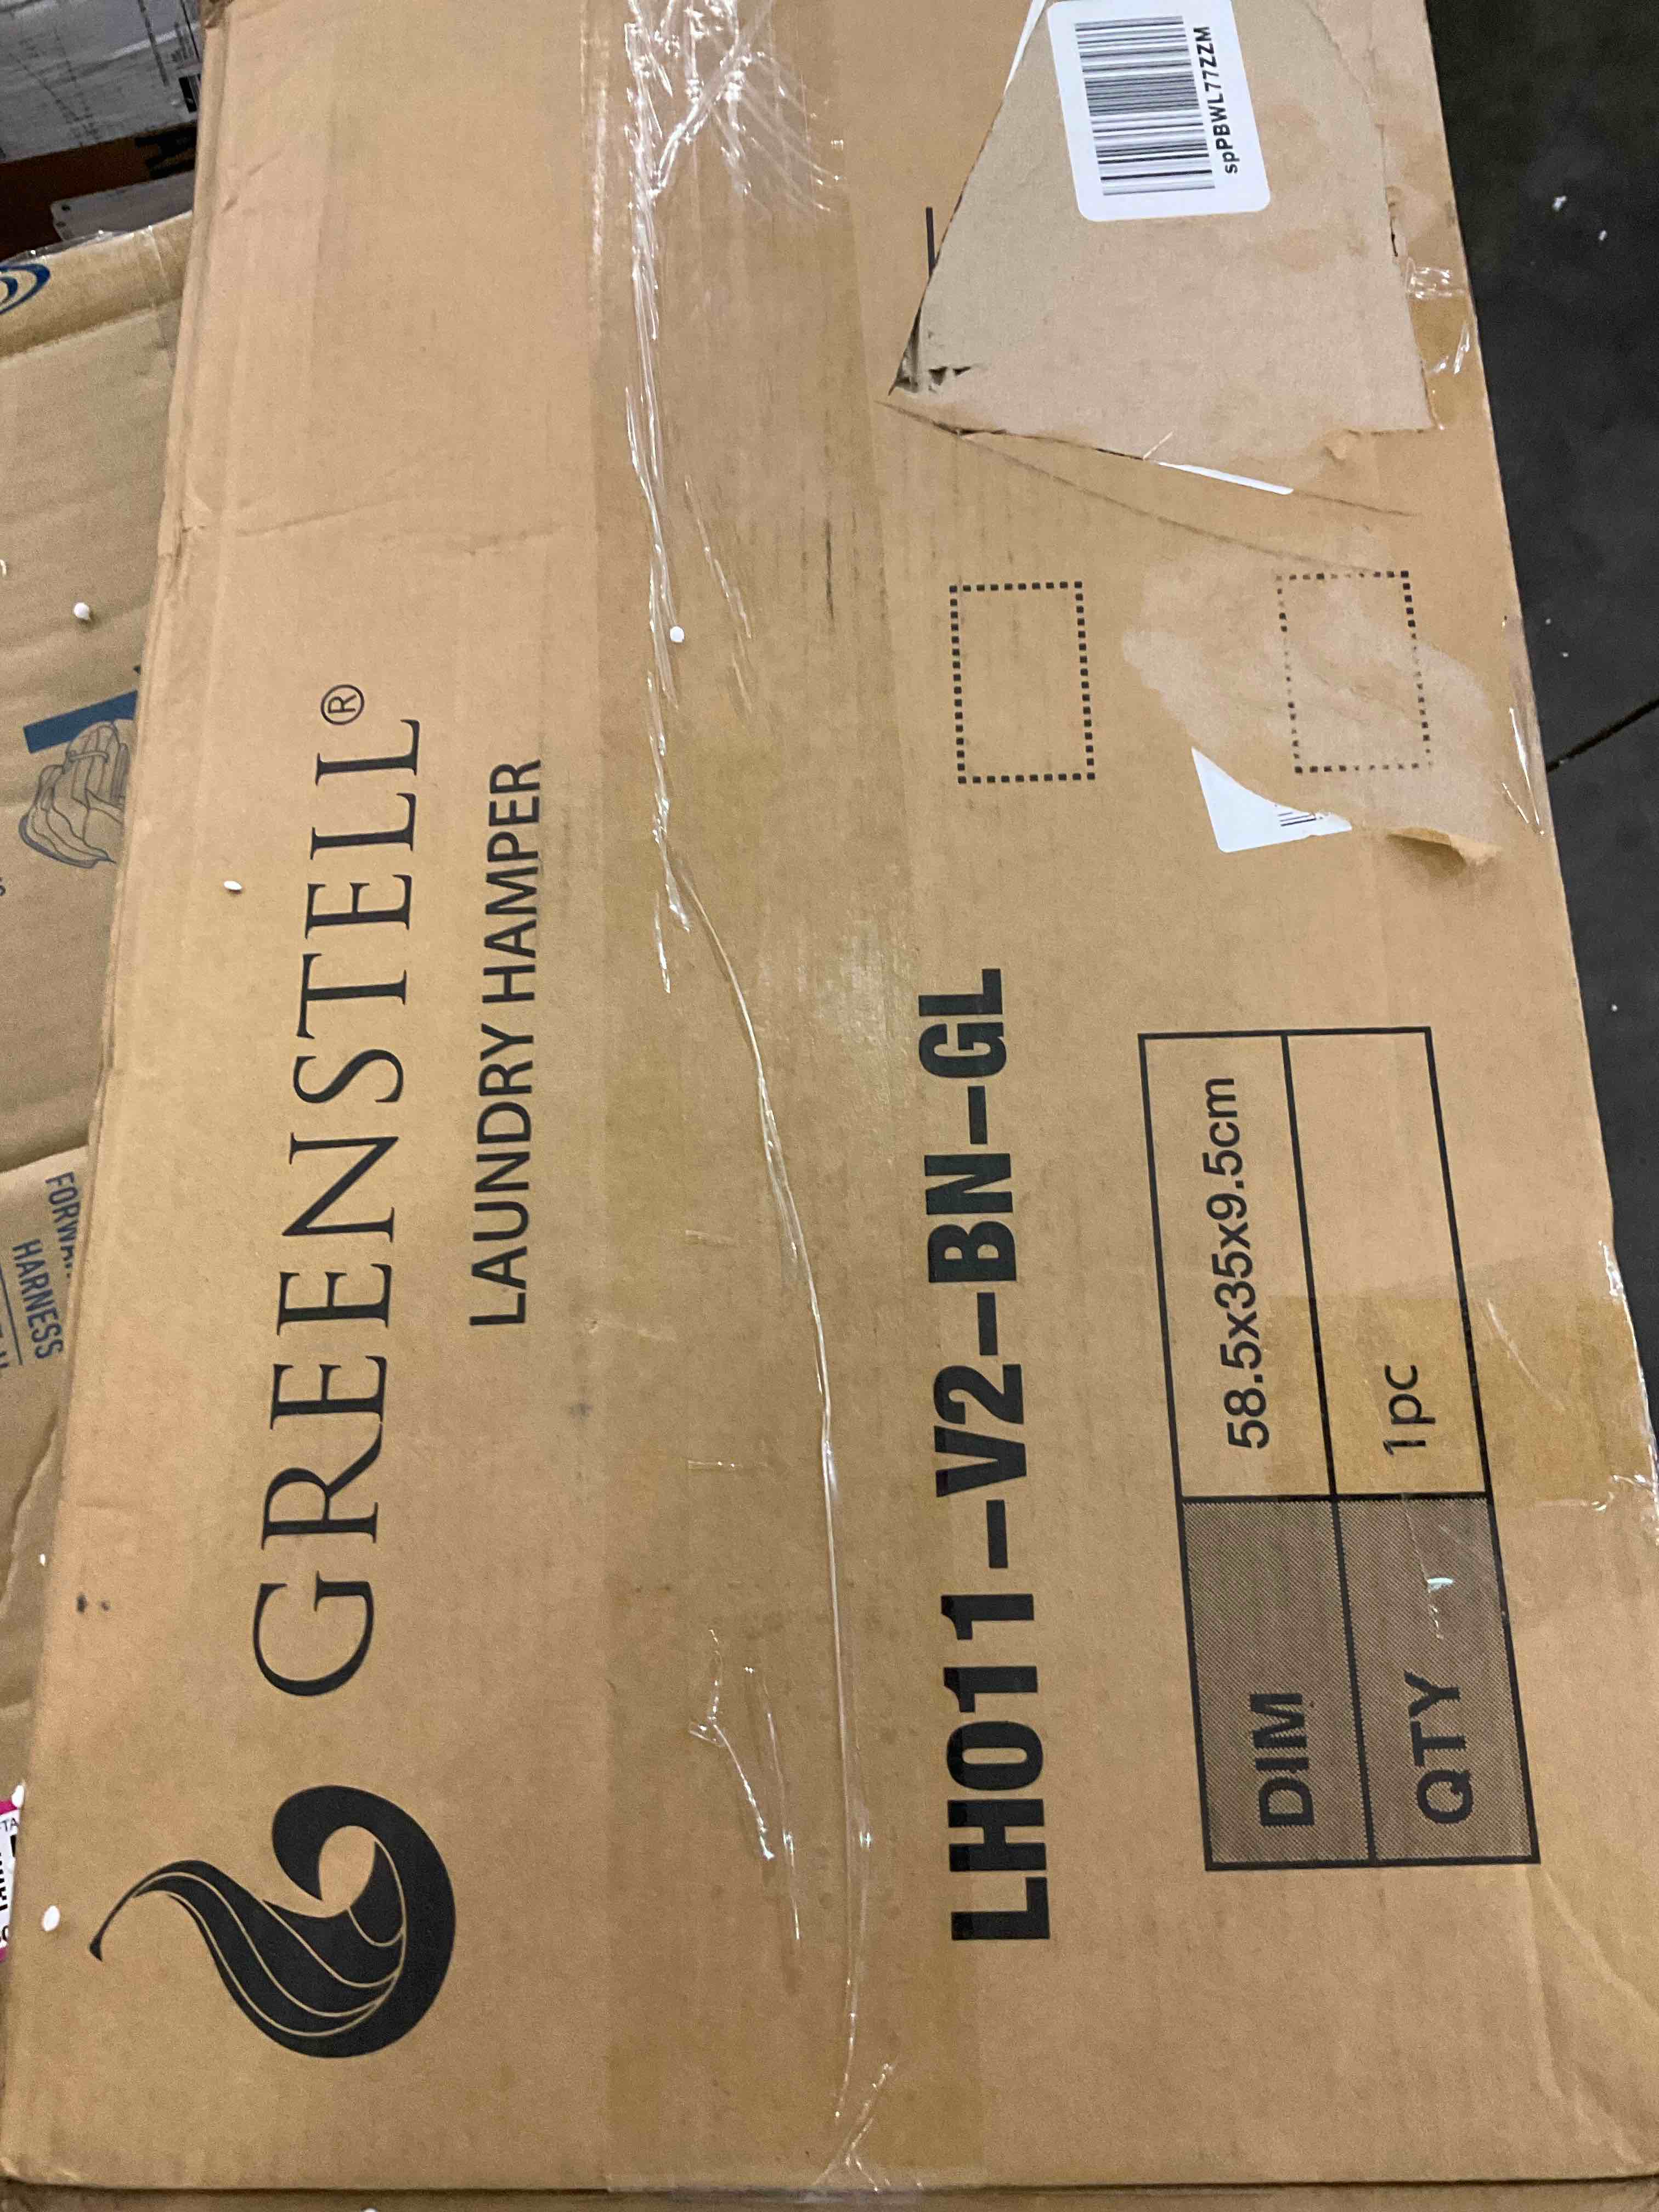 GREENSTELL®
LAUNDRY HAMPER
LH011-V2-BN-GL
DIM 58.5x35x9.5cm
QTY 1pc
spPBWL77ZZM
HARNESS